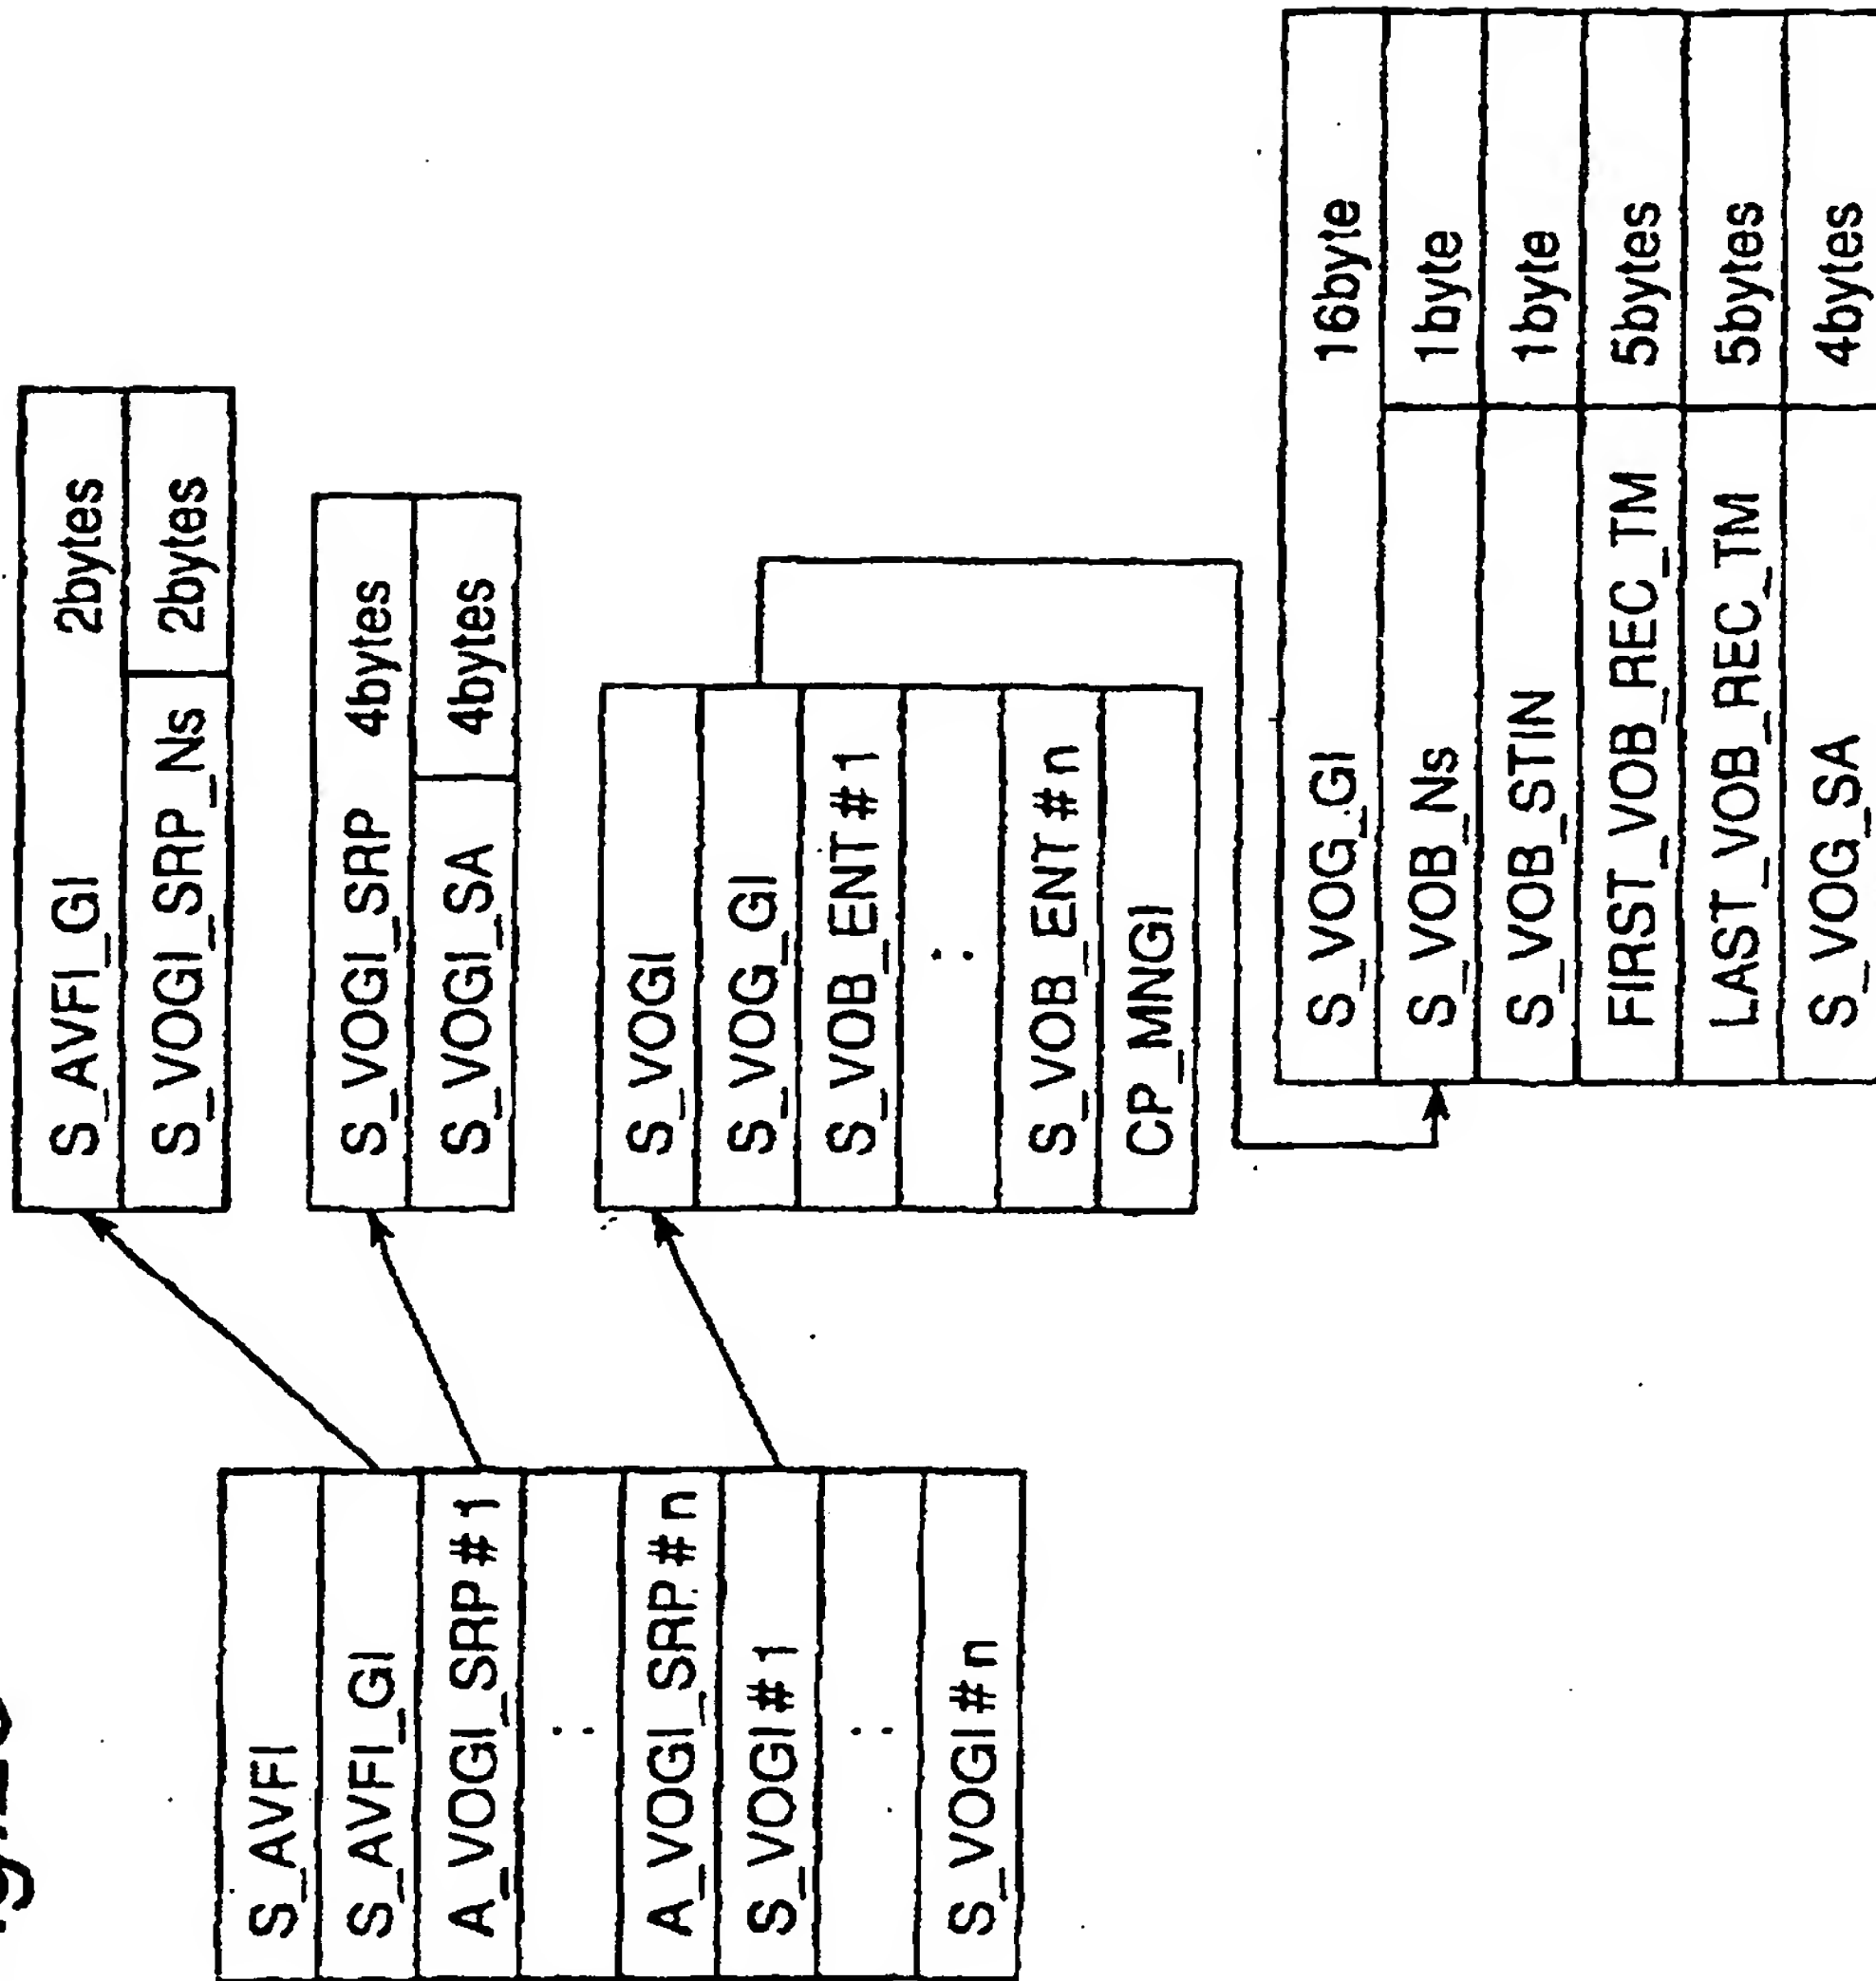 S_AVFI
S_AVFI_GI
A_VOGI_SRP#1
:
A_VOGI_SRP#n
S_VOGI#1
:
S_VOGI#n
S_AVFI_GI 2bytes
S_VOGI_SRP_Ns 2bytes
S_VOGI_SRP 4bytes
S_VOGI_SA 4bytes
S_VOGI
S_VOG_GI
S_VOB_ENT#1
:
S_VOB_ENT#n
CP_MNGI
S_VOG_GI 16byte
S_VOB_Ns 1byte
S_VOB_STIN 1byte
FIRST_VOB_REC_TM 5bytes
LAST_VOB_REC_TM 5bytes
S_VOG_SA 4bytes